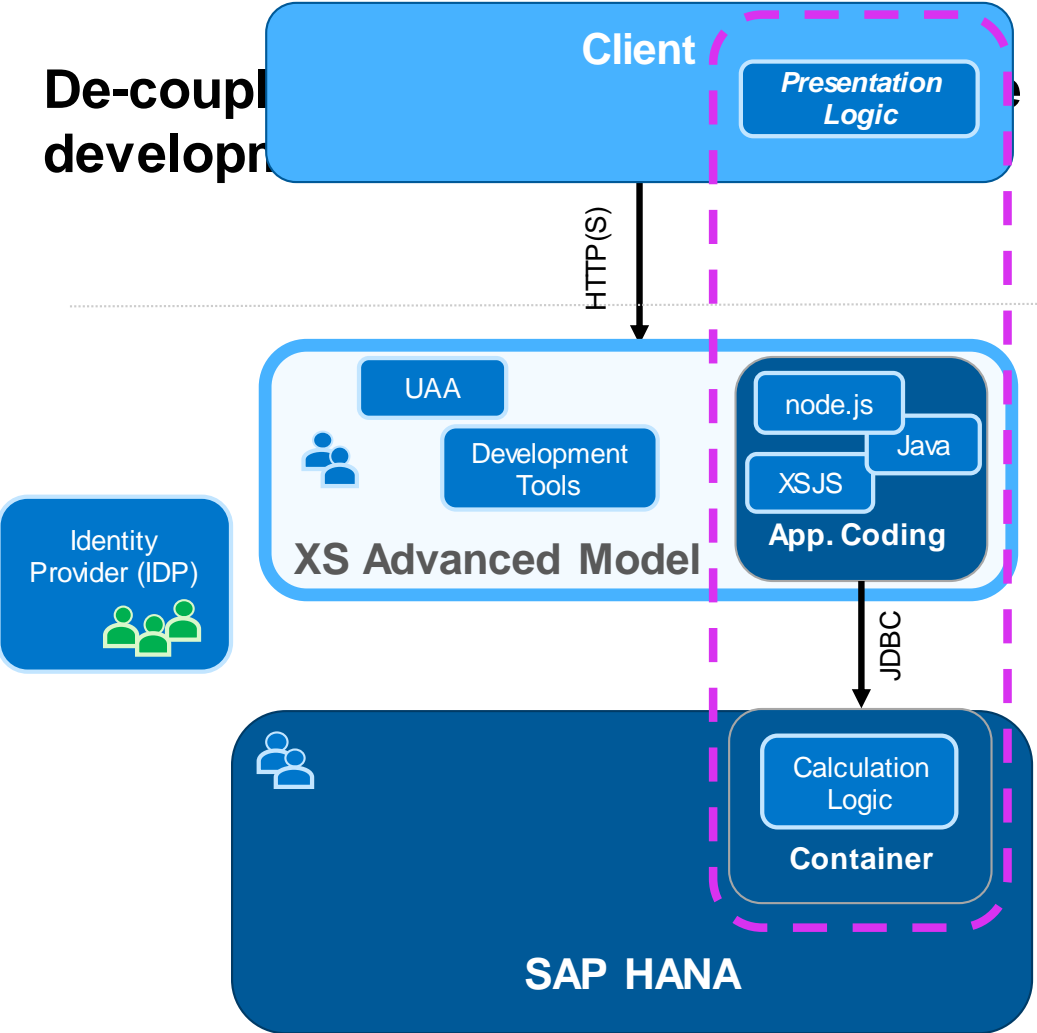 Client
De-coupl
e
developm
Presentation
Logic
HTTP(S)
UAA
node.js
Java
Development
Tools
XSJS
App. Coding
XS Advanced Model
Identity
Provider (IDP)
JDBC
Calculation
Logic
Container
SAP HANA